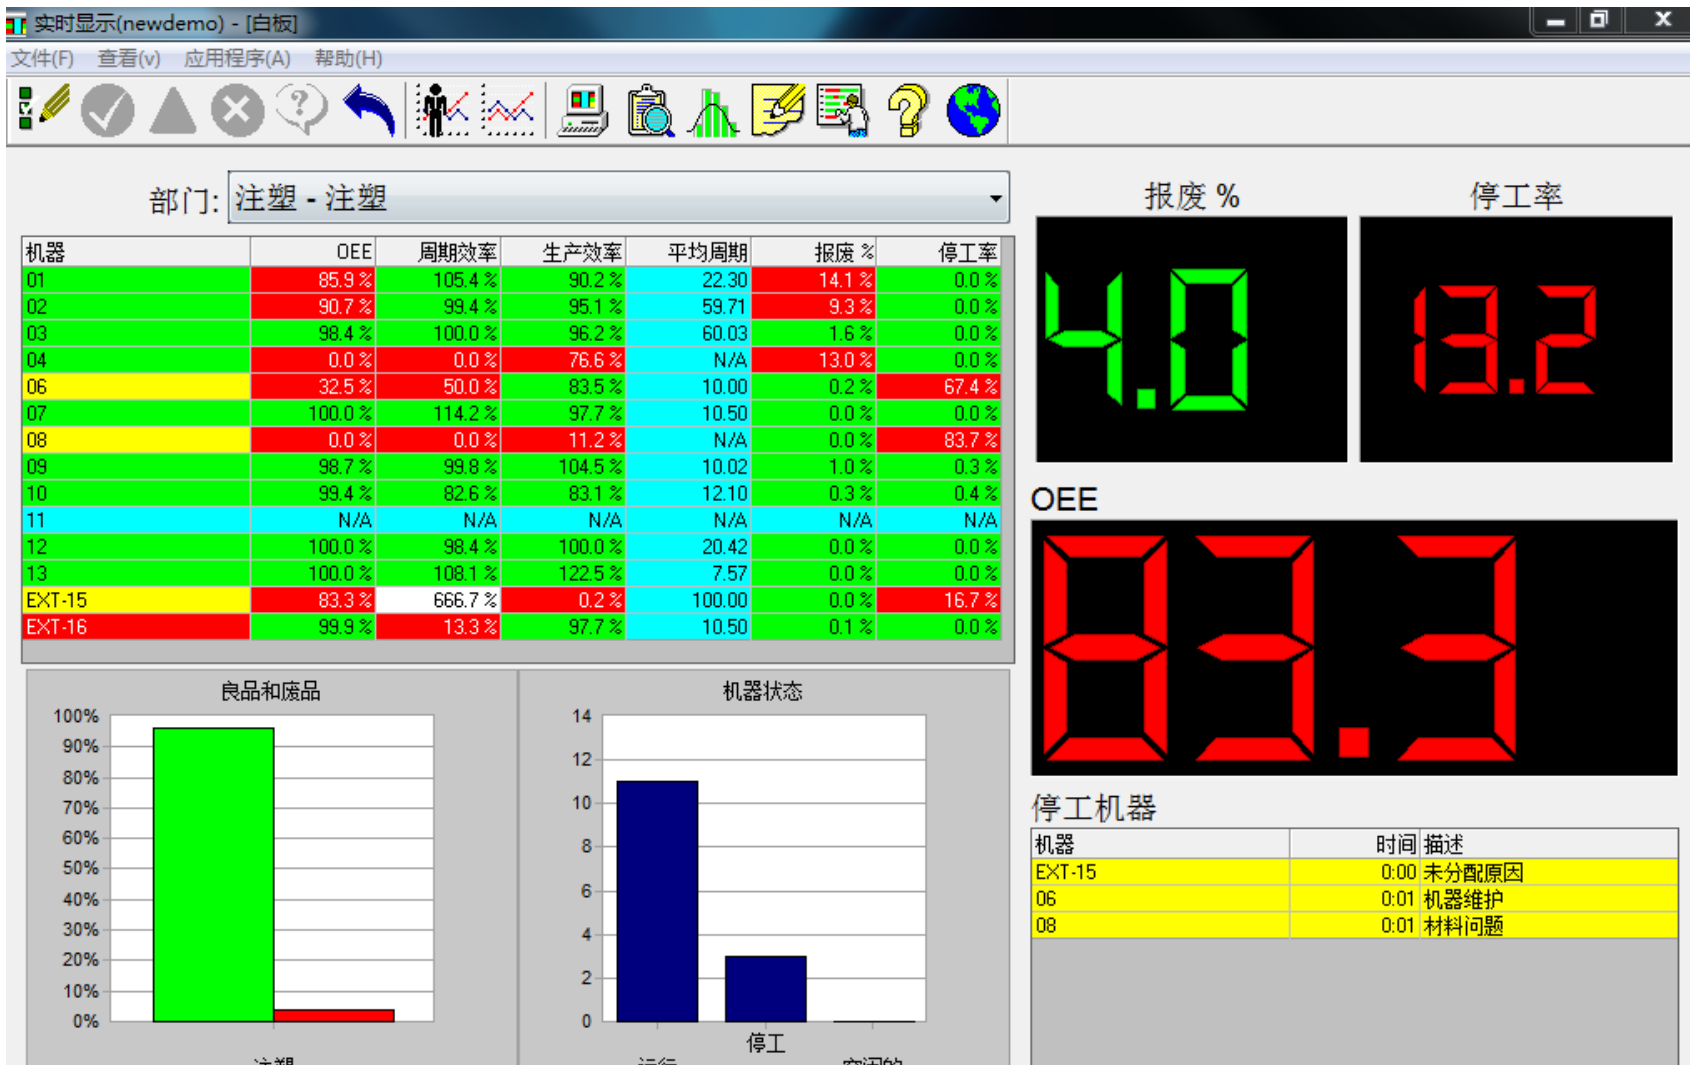 实时显示(newdemo) - [白板]
文件(F) 查看(v) 应用程序(A) 帮助(H)
部门: 注塑 - 注塑
机器 OEE 周期效率 生产效率 平均周期 报废 % 停工率
01 85.9 % 105.4 % 90.2 % 22.30 14.1 % 0.0 %
02 90.7 % 99.4 % 95.1 % 59.71 9.3 % 0.0 %
03 98.4 % 100.0 % 96.2 % 60.03 1.6 % 0.0 %
04 0.0 % 0.0 % 76.6 % N/A 13.0 % 0.0 %
06 32.5 % 50.0 % 83.5 % 10.00 0.2 % 67.4 %
07 100.0 % 114.2 % 97.7 % 10.50 0.0 % 0.0 %
08 0.0 % 0.0 % 11.2 % N/A 0.0 % 83.7 %
09 98.7 % 99.8 % 104.5 % 10.02 1.0 % 0.3 %
10 99.4 % 82.6 % 83.1 % 12.10 0.3 % 0.4 %
11 N/A N/A N/A N/A N/A N/A
12 100.0 % 98.4 % 100.0 % 20.42 0.0 % 0.0 %
13 100.0 % 108.1 % 122.5 % 7.57 0.0 % 0.0 %
EXT-15 83.3 % 666.7 % 0.2 % 100.00 0.0 % 16.7 %
EXT-16 99.9 % 13.3 % 97.7 % 10.50 0.1 % 0.0 %
报废 % 停工率
4.0 13.2
OEE
83.3
停工机器
机器 时间 描述
EXT-15 0:00 未分配原因
06 0:01 机器维护
08 0:01 材料问题
良品和废品
100%
90%
80%
70%
60%
50%
40%
30%
20%
10%
0%
注塑
机器状态
14
12
10
8
6
4
2
0
停工
运行 空闲的